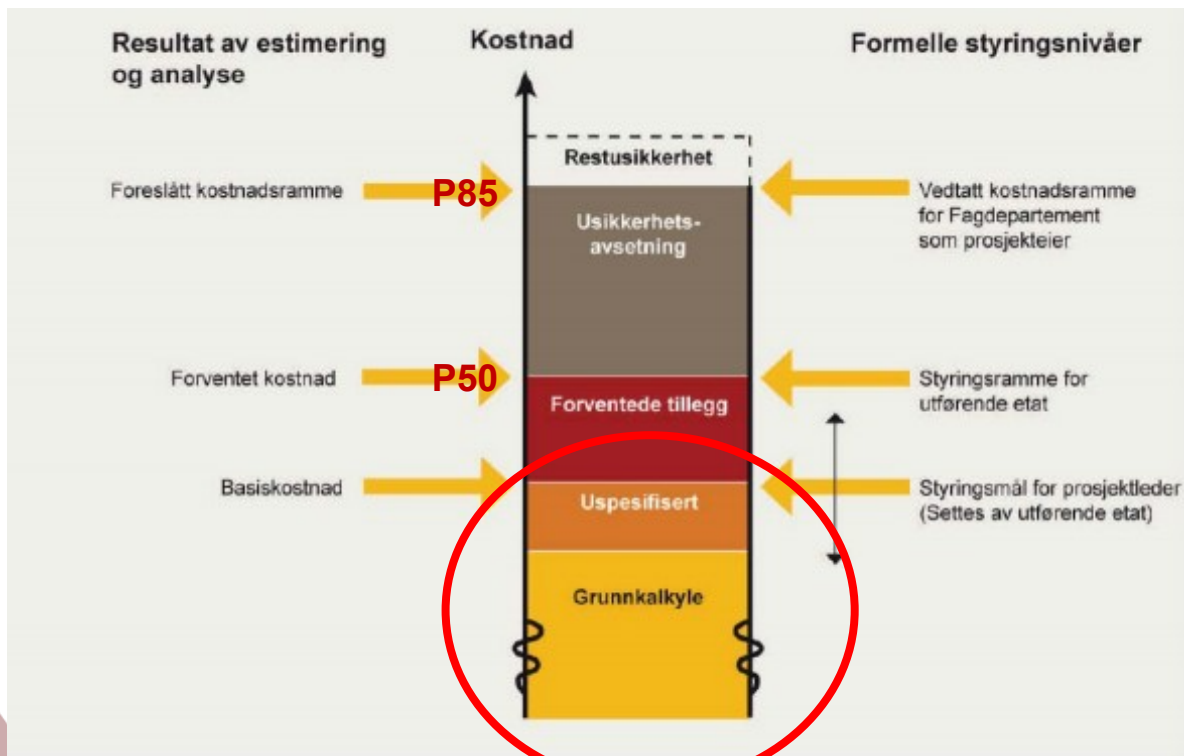 Resultat av estimering
og analyse
Kostnad
Formelle styringsnivåer
Restusikkerhet
Foreslått kostnadsramme
P85
Vedtatt kostnadsramme
for Fagdepartement
som prosjekteier
Usikkerhets-
avsetning
Forventet kostnad
P50
Styringsramme for
utførende etat
Forventede tillegg
Basiskostnad
Styringsmål for prosjektleder
(Settes av utførende etat)
Uspesifisert
Grunnkalkyle